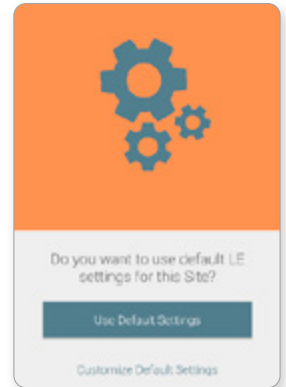 Do you want to use default LE
settings for this Site?
Use Default Settings
Customize Default Settings